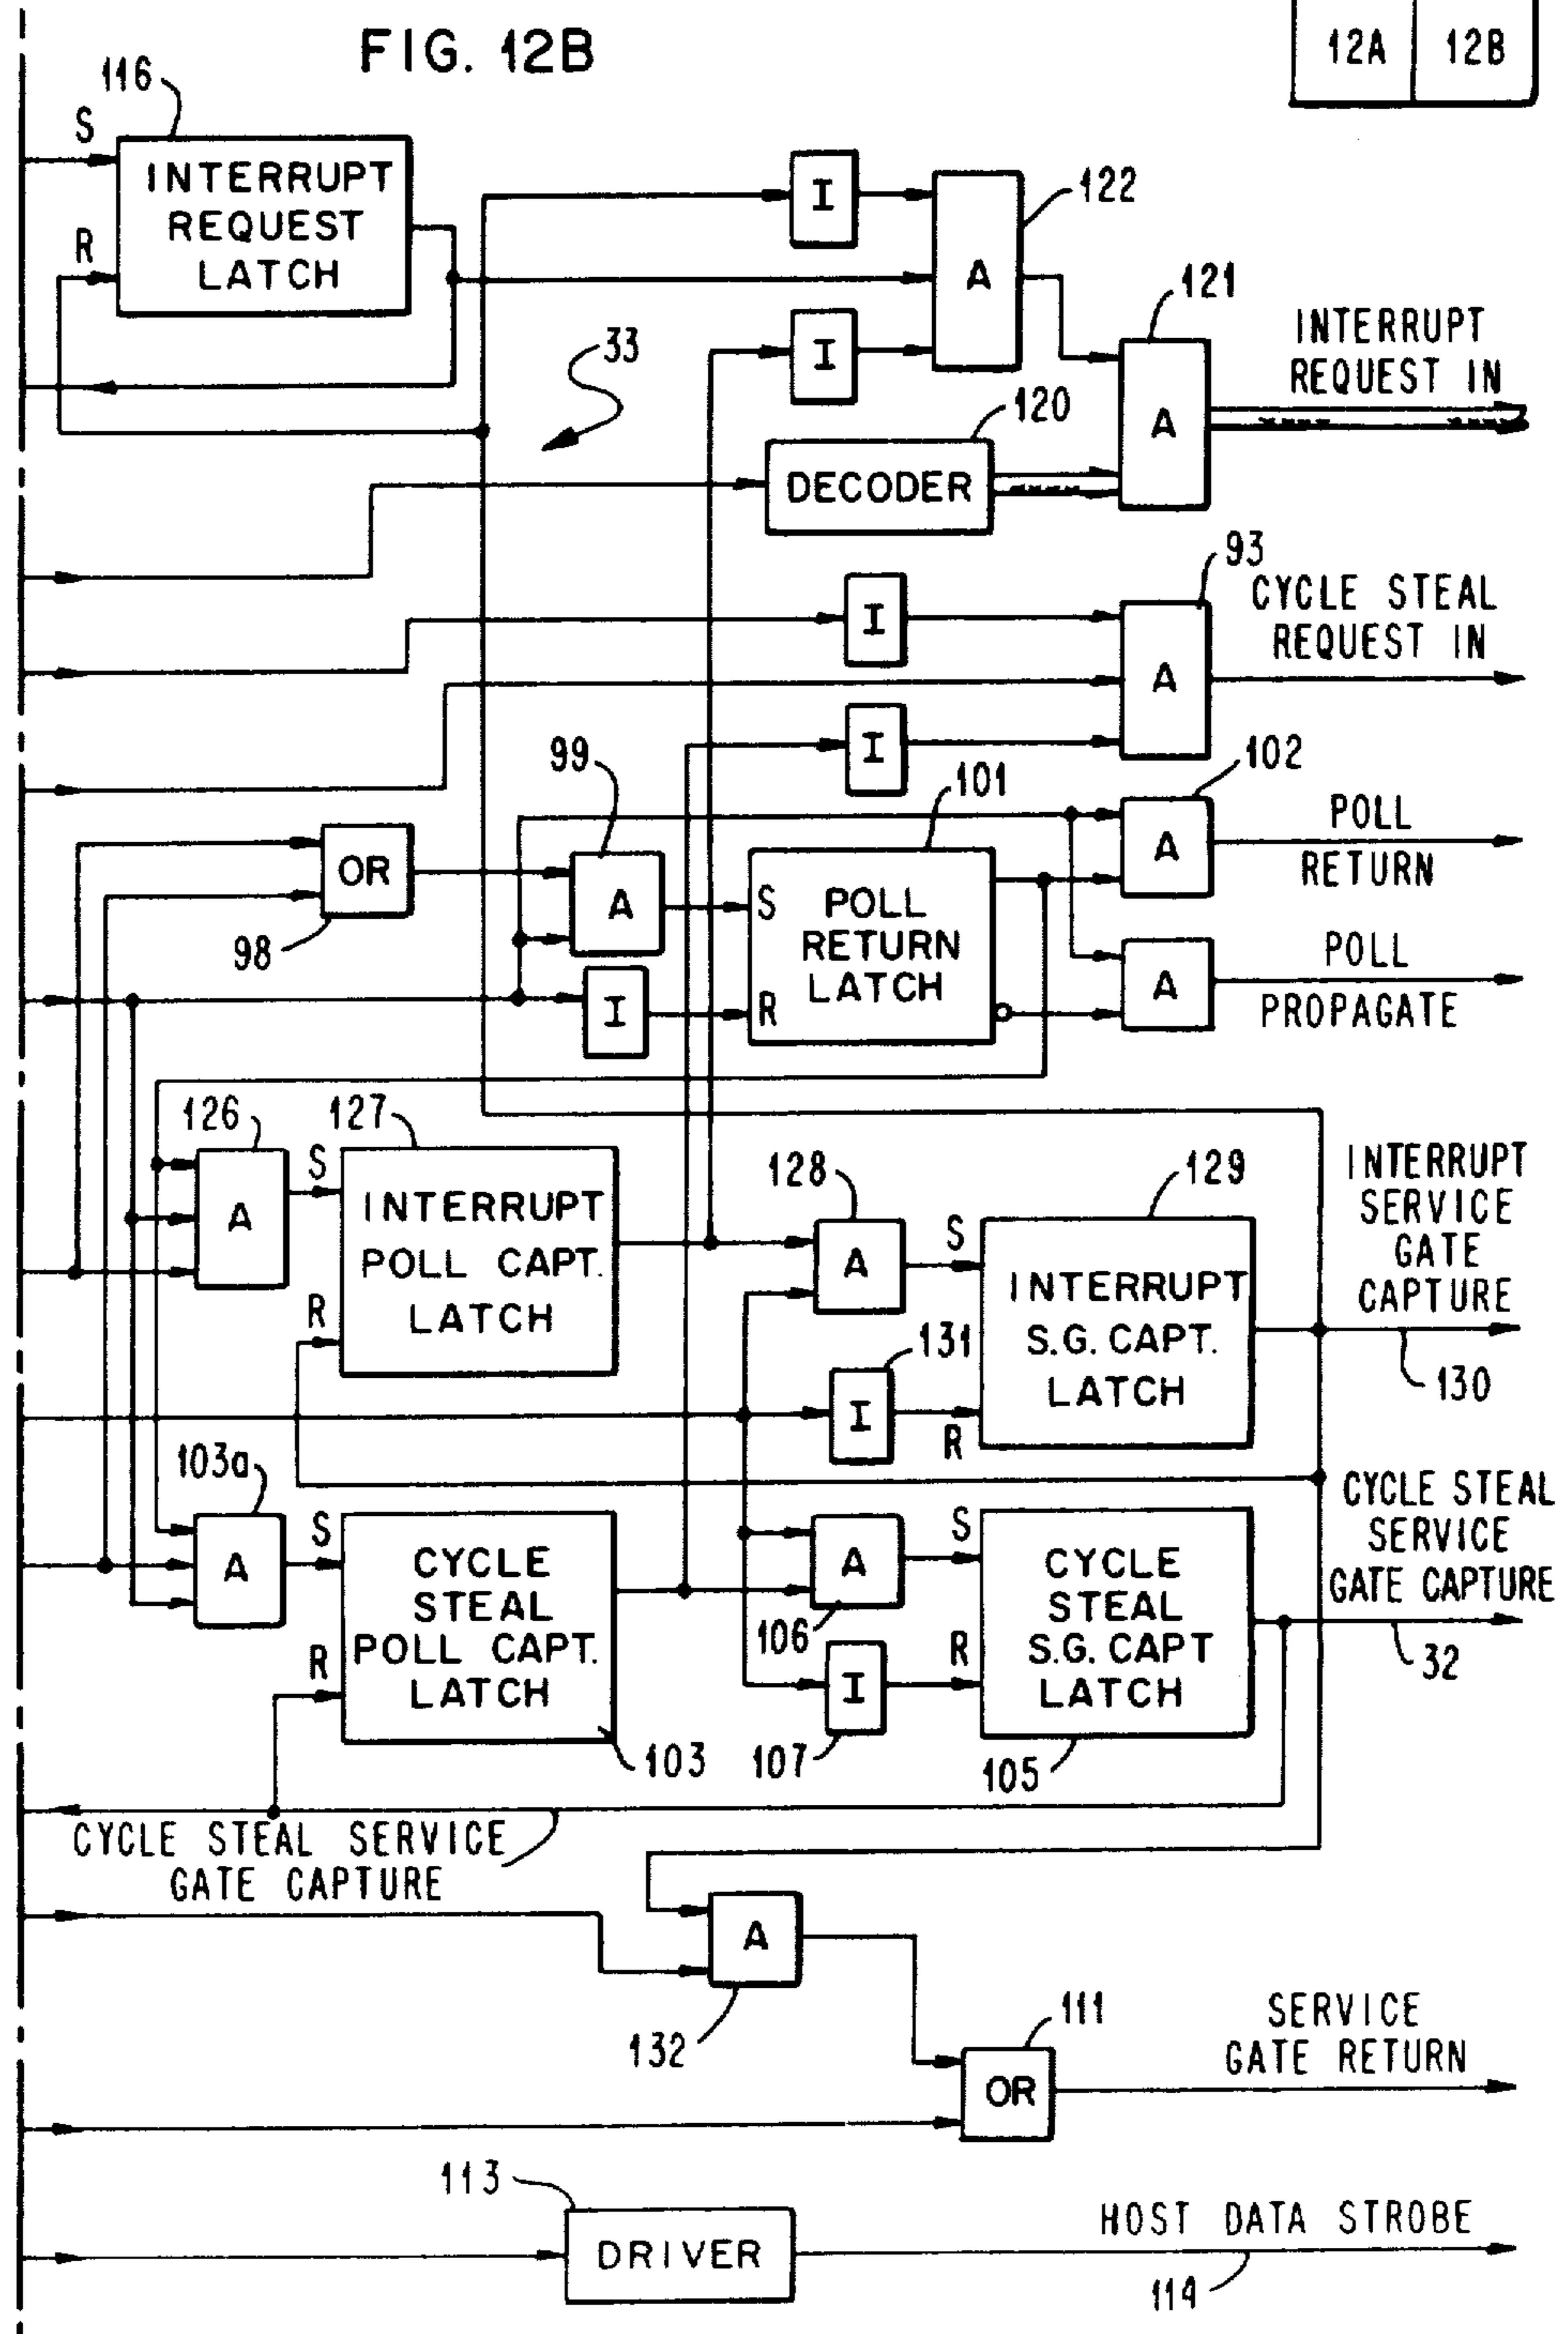 FIG. 12B
12A 12B
116
S
INTERRUPT
REQUEST
LATCH
R
I
122
A
I
33
121
A
INTERRUPT
REQUEST IN
120
DECODER
93
I
A
CYCLE STEAL
REQUEST IN
I
99
101
102
OR
98
A
I
S
POLL
RETURN
LATCH
R
A
POLL
RETURN
A
POLL
PROPAGATE
126
A
127
S
INTERRUPT
POLL CAPT.
LATCH
R
128
A
131
I
129
S
INTERRUPT
S.G. CAPT.
LATCH
R
INTERRUPT
SERVICE
GATE
CAPTURE
130
103a
A
S
CYCLE
STEAL
POLL CAPT.
LATCH
R
103
A
106
I
107
S
CYCLE
STEAL
S.G. CAPT
LATCH
R
105
CYCLE STEAL
SERVICE
GATE CAPTURE
32
CYCLE STEAL SERVICE
GATE CAPTURE
A
132
111
OR
SERVICE
GATE RETURN
113
DRIVER
HOST DATA STROBE
114